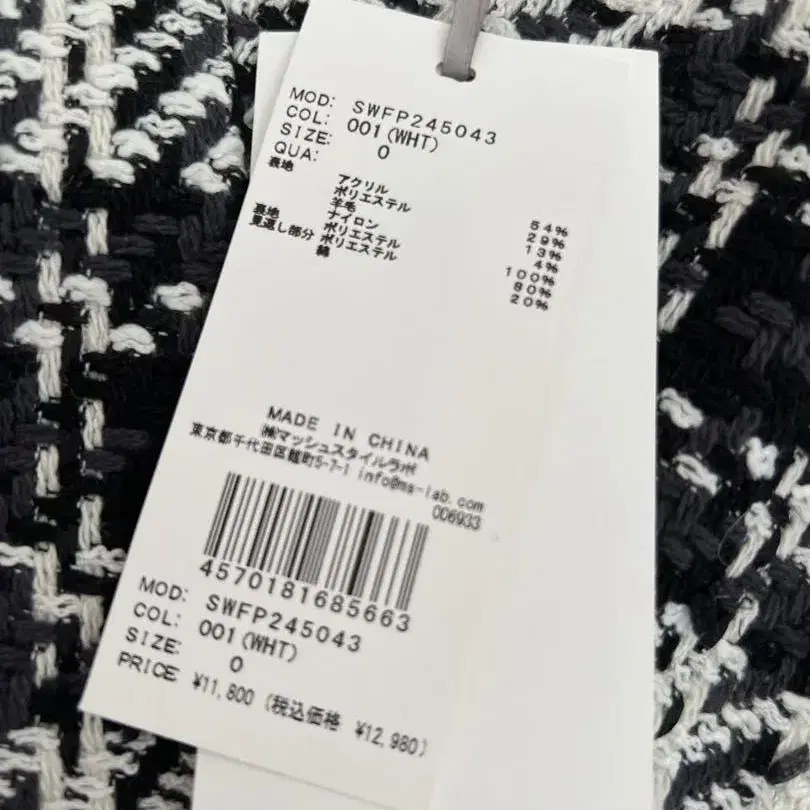 MOD: SWFP245043
COL: 001(WHT)
SIZE: 0
QUA:
表地 アクリル 54%
ポリエステル 29%
羊毛 13%
ナイロン 4%
裏地 ポリエステル 100%
見返し部分 ポリエステル 80%
綿 20%
MADE IN CHINA
㈱マッシュスタイルラボ
東京都千代田区麹町5-7-1 info@ms-lab.com
006933
4570181685663
MOD: SWFP245043
COL: 001(WHT)
SIZE: 0
PRICE ¥11,800 (税込価格 ¥12,980)